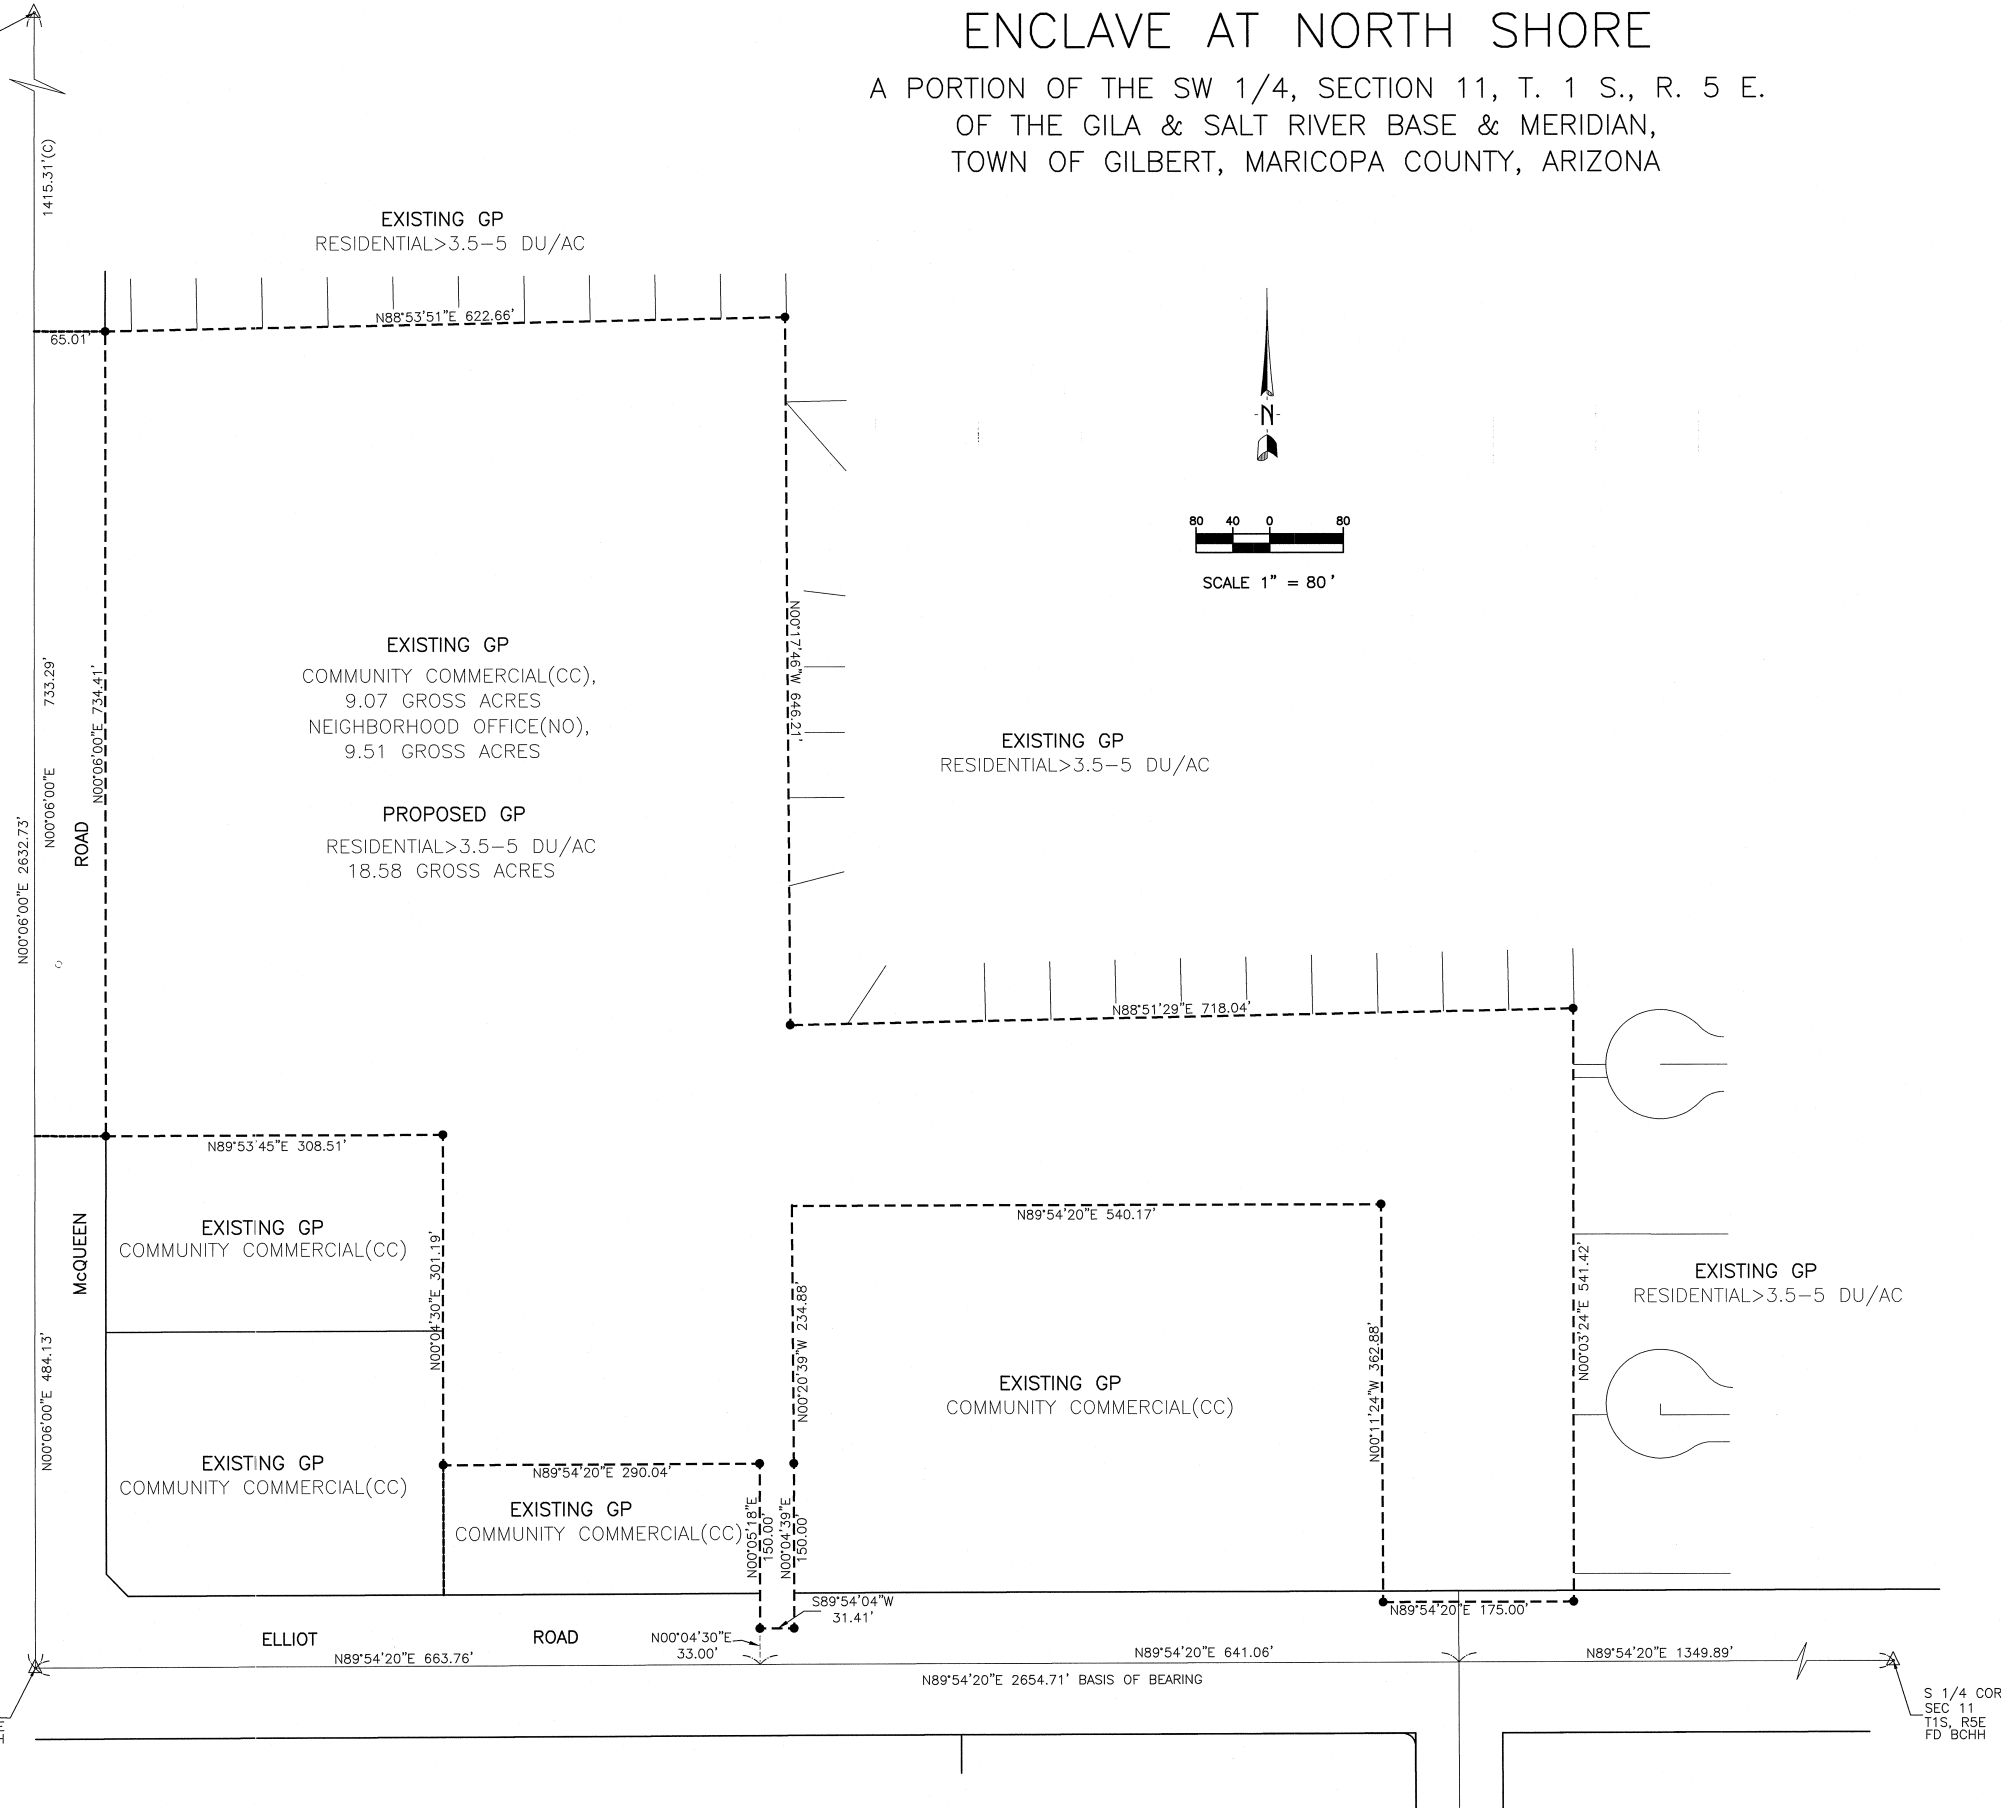 ENCLAVE AT NORTH SHORE
A PORTION OF THE SW 1/4, SECTION 11, T. 1 S., R. 5 E.
OF THE GILA & SALT RIVER BASE & MERIDIAN,
TOWN OF GILBERT, MARICOPA COUNTY, ARIZONA
1415.31'(C)
EXISTING GP
RESIDENTIAL>3.5-5 DU/AC
N88°53'51"E 622.66'
65.01'
N
80 40 0 80
SCALE 1" = 80'
N00°17'46"W 646.21'
EXISTING GP
COMMUNITY COMMERCIAL(CC),
9.07 GROSS ACRES
NEIGHBORHOOD OFFICE(NO),
9.51 GROSS ACRES
PROPOSED GP
RESIDENTIAL>3.5-5 DU/AC
18.58 GROSS ACRES
EXISTING GP
RESIDENTIAL>3.5-5 DU/AC
N00°06'00"E 734.41'
N00°06'00"E 733.29'
N00°06'00"E 2632.73'
ROAD
N88°51'29"E 718.04'
N89°53'45"E 308.51'
McQUEEN
EXISTING GP
COMMUNITY COMMERCIAL(CC)
N00°04'30"E 301.19'
N89°54'20"E 540.17'
N00°20'39"W 234.88'
N00°11'24"W 362.88'
N00°03'24"E 541.42'
EXISTING GP
RESIDENTIAL>3.5-5 DU/AC
EXISTING GP
COMMUNITY COMMERCIAL(CC)
N00°06'00"E 484.13'
EXISTING GP
COMMUNITY COMMERCIAL(CC)
N89°54'20"E 290.04'
EXISTING GP
COMMUNITY COMMERCIAL(CC)
N00°05'18"E
150.00'
N00°04'39"E
150.00'
S89°54'04"W
31.41'
N89°54'20"E 175.00'
ELLIOT ROAD
N00°04'30"E
33.00'
N89°54'20"E 663.76'
N89°54'20"E 641.06'
N89°54'20"E 1349.89'
N89°54'20"E 2654.71' BASIS OF BEARING
S 1/4 COR
SEC 11
T1S, R5E
FD BCHH